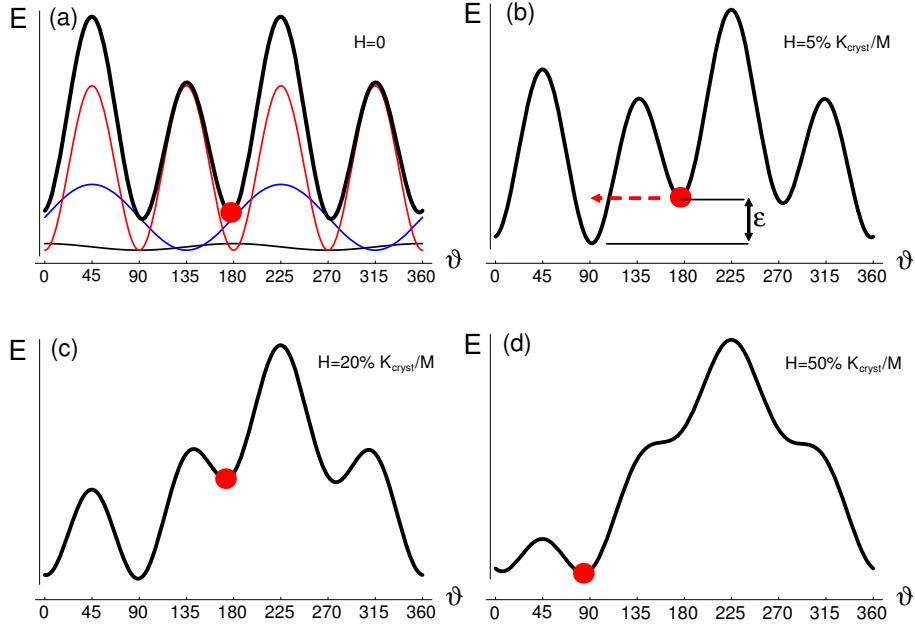 E (a) H=0
0 45 90 135 180 225 270 315 360 ϑ
E (b) H=5% K_cryst/M
ε
0 45 90 135 180 225 270 315 360 ϑ
E (c) H=20% K_cryst/M
0 45 90 135 180 225 270 315 360 ϑ
E (d) H=50% K_cryst/M
0 45 90 135 180 225 270 315 360 ϑ